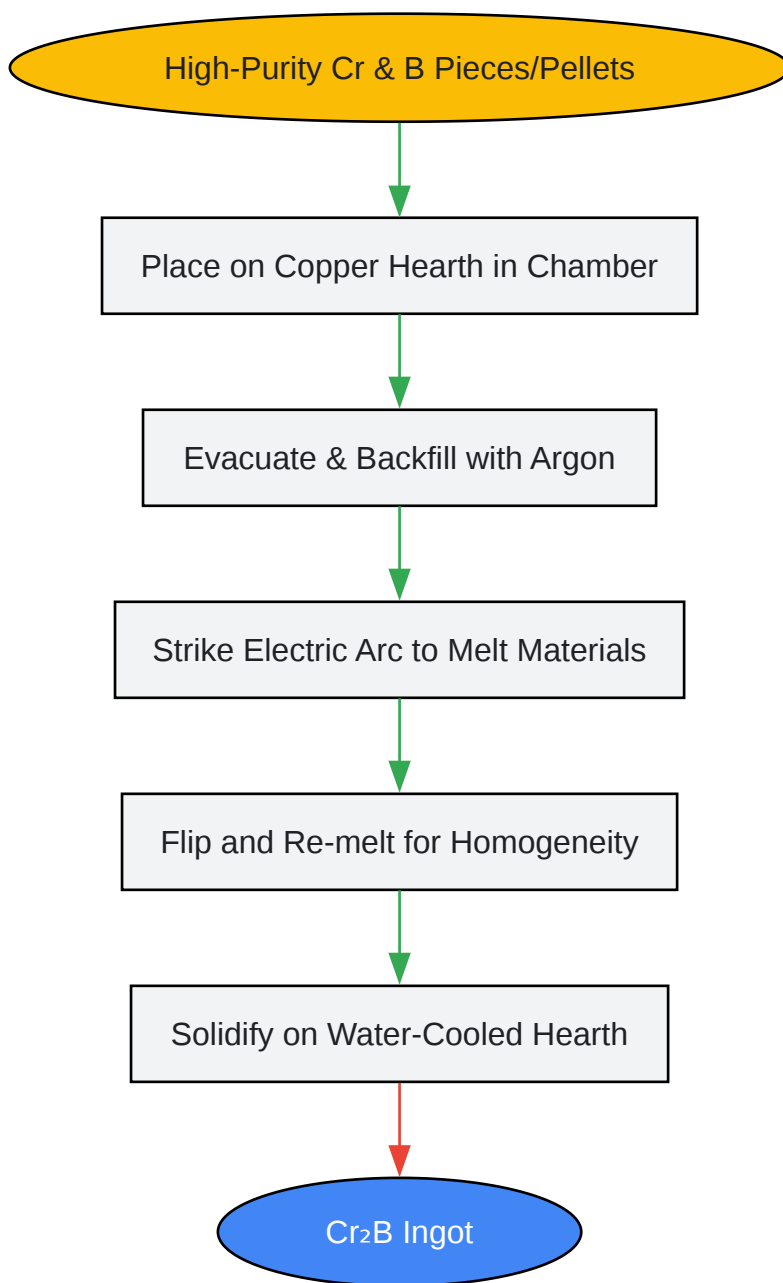 High-Purity Cr & B Pieces/Pellets
Place on Copper Hearth in Chamber
Evacuate & Backfill with Argon
Strike Electric Arc to Melt Materials
Flip and Re-melt for Homogeneity
Solidify on Water-Cooled Hearth
Cr₂B Ingot